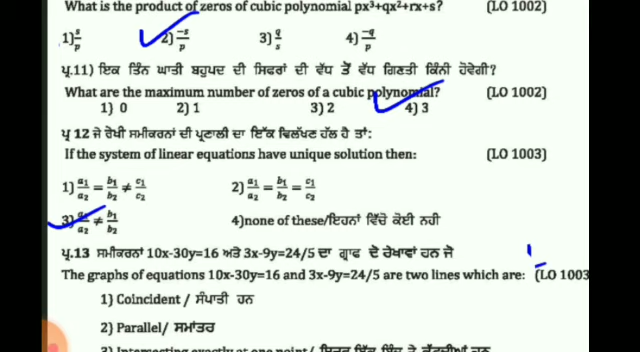 What is the product of zeros of cubic polynomial px³+qx²+rx+s? (LO 1002)
1) s/p 2) -s/p 3) q/s 4) -q/p
ਪ੍ਰ.11) ਇਕ ਤਿੰਨ ਘਾਤੀ ਬਹੁਪਦ ਦੀ ਸਿਫਰਾਂ ਦੀ ਵੱਧ ਤੋਂ ਵੱਧ ਗਿਣਤੀ ਕਿੰਨੀ ਹੋਵੇਗੀ?
What are the maximum number of zeros of a cubic polynomial? (LO 1002)
1) 0 2) 1 3) 2 4) 3
ਪ੍ਰ 12 ਜੇ ਰੇਖੀ ਸਮੀਕਰਨਾਂ ਦੀ ਪ੍ਰਣਾਲੀ ਦਾ ਇੱਕ ਵਿਲੱਖਣ ਹੱਲ ਹੈ ਤਾਂ:
If the system of linear equations have unique solution then: (LO 1003)
1) a₁/a₂ = b₁/b₂ ≠ c₁/c₂ 2) a₁/a₂ = b₁/b₂ = c₁/c₂
3) a₁/a₂ ≠ b₁/b₂ 4)none of these/ਇਹਨਾਂ ਵਿੱਚੋ ਕੋਈ ਨਹੀ
ਪ੍ਰ.13 ਸਮੀਕਰਨਾਂ 10x-30y=16 ਅਤੇ 3x-9y=24/5 ਦਾ ਗ੍ਰਾਫ ਦੋ ਰੇਖਾਵਾਂ ਹਨ ਜੋ
The graphs of equations 10x-30y=16 and 3x-9y=24/5 are two lines which are: (LO 1003
1) Coincident / ਸੰਪਾਤੀ ਹਨ
2) Parallel/ ਸਮਾਂਤਰ
3) Intersecting exactly at one point/